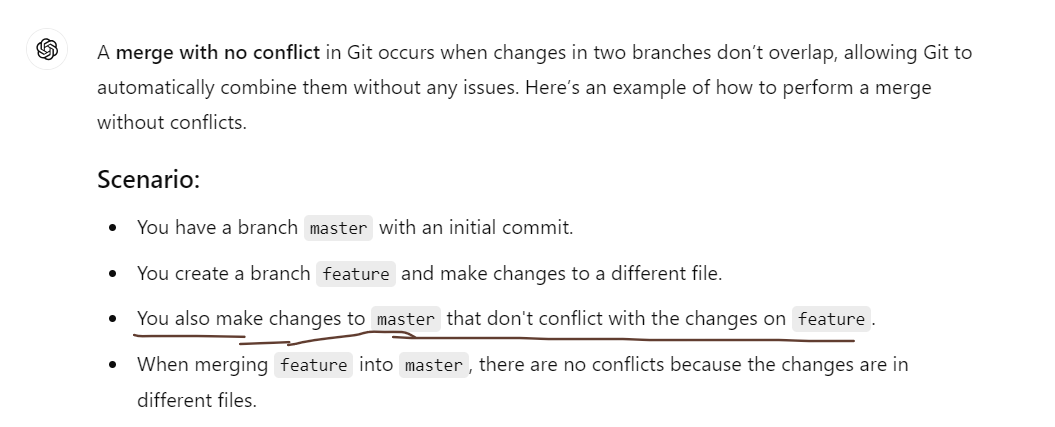 A merge with no conflict in Git occurs when changes in two branches don’t overlap, allowing Git to
automatically combine them without any issues. Here’s an example of how to perform a merge
without conflicts.
Scenario:
• You have a branch master with an initial commit.
• You create a branch feature and make changes to a different file.
• You also make changes to master that don't conflict with the changes on feature.
• When merging feature into master, there are no conflicts because the changes are in
different files.